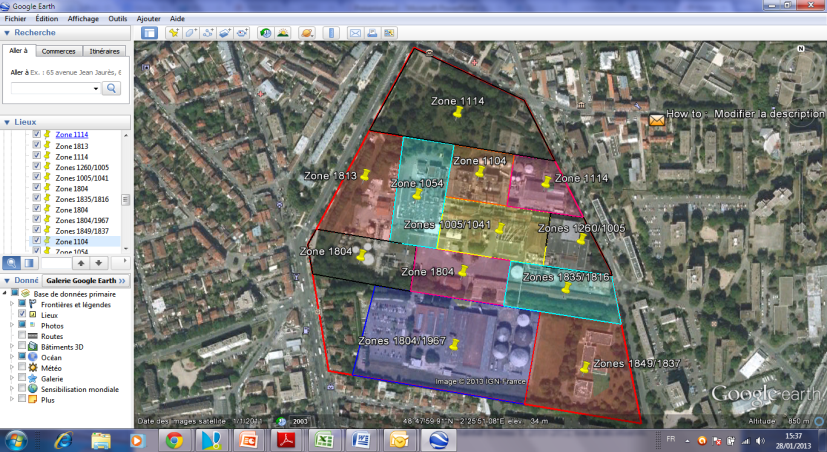 Google Earth
Fichier Édition Affichage Outils Ajouter Aide
Recherche
Aller à Commerces Itinéraires
Aller à Ex. : 65 avenue Jean Jaurès, 6
Lieux
Zone 1114
Zone 1813
Zone 1114
Zones 1260/1005
Zones 1005/1041
Zone 1804
Zones 1835/1816
Zone 1804
Zones 1804/1967
Zones 1849/1837
Zone 1104
Zone 1054
Donné Galerie Google Earth >>
Base de données primaire
Frontières et légendes
Lieux
Photos
Routes
Bâtiments 3D
Océan
Météo
Galerie
Sensibilisation mondiale
Plus
N
Zone 1114
How to - Modifier la description
Zone 1104
Zone 1813
Zone 1054
Zone 1114
Zones 1005/1041
Zones 1260/1005
Zone 1804
Zone 1804
Zones 1835/1816
Zones 1804/1967
Zones 1849/1837
Image © 2013 IGN France
Google earth
Date des images satellite : 1/1/2011 2003
48°47'59.91"N 2°25'51.08"E élév. 34 m
Altitude 850 m
FR
15:37
28/01/2013